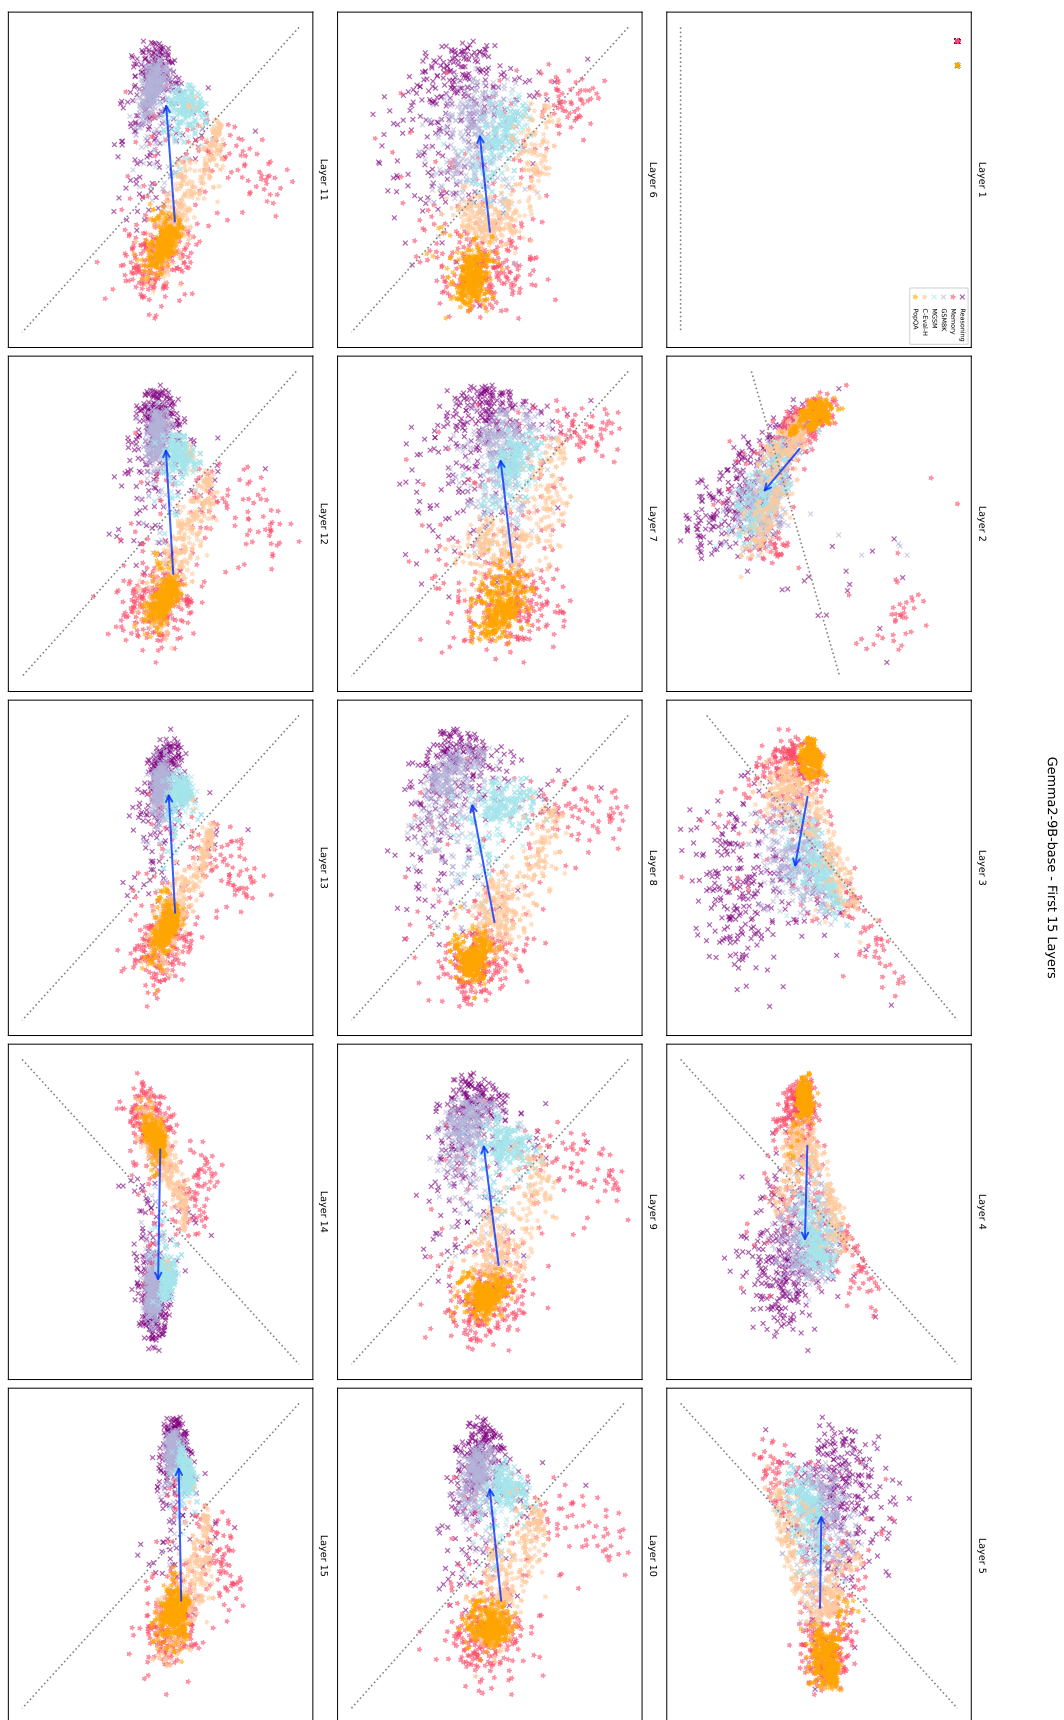 Gemma2-9B-base - First 15 Layers
Layer 1
Reasoning
Memory
GSM8K
MGSM
C-Eval-H
PopQA
Layer 2
Layer 3
Layer 4
Layer 5
Layer 6
Layer 7
Layer 8
Layer 9
Layer 10
Layer 11
Layer 12
Layer 13
Layer 14
Layer 15